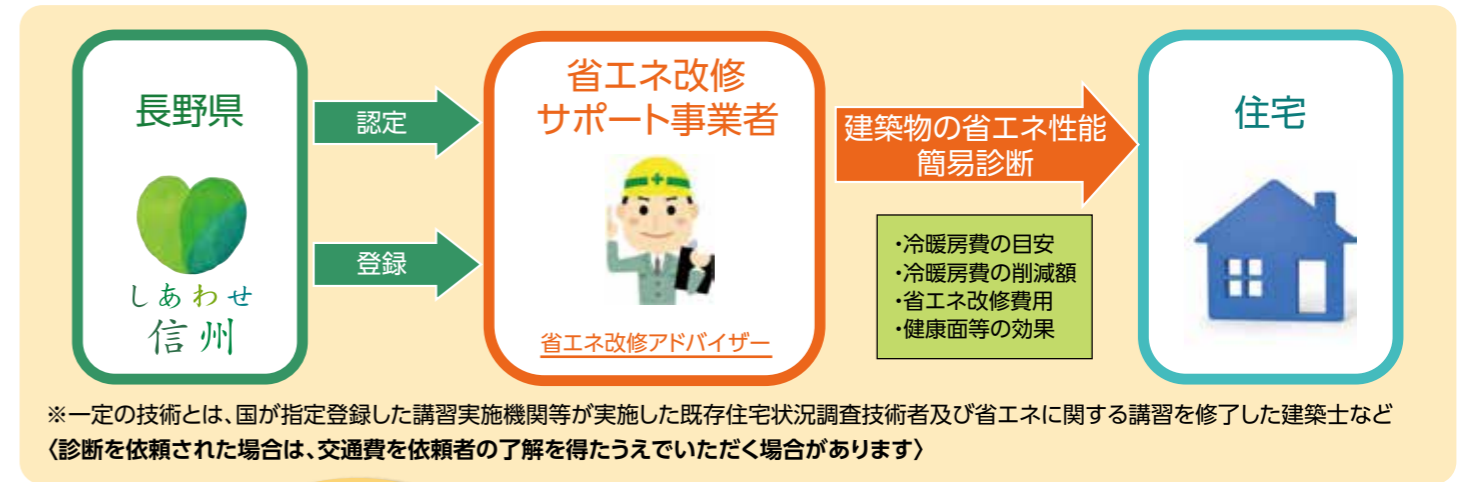 長野県
しあわせ
信州
認定
登録
省エネ改修
サポート事業者
省エネ改修アドバイザー
建築物の省エネ性能
簡易診断
・冷暖房費の目安
・冷暖房費の削減額
・省エネ改修費用
・健康面等の効果
住宅
※一定の技術とは、国が指定登録した講習実施機関等が実施した既存住宅状況調査技術者及び省エネに関する講習を修了した建築士など
〈診断を依頼された場合は、交通費を依頼者の了解を得たうえでいただく場合があります〉